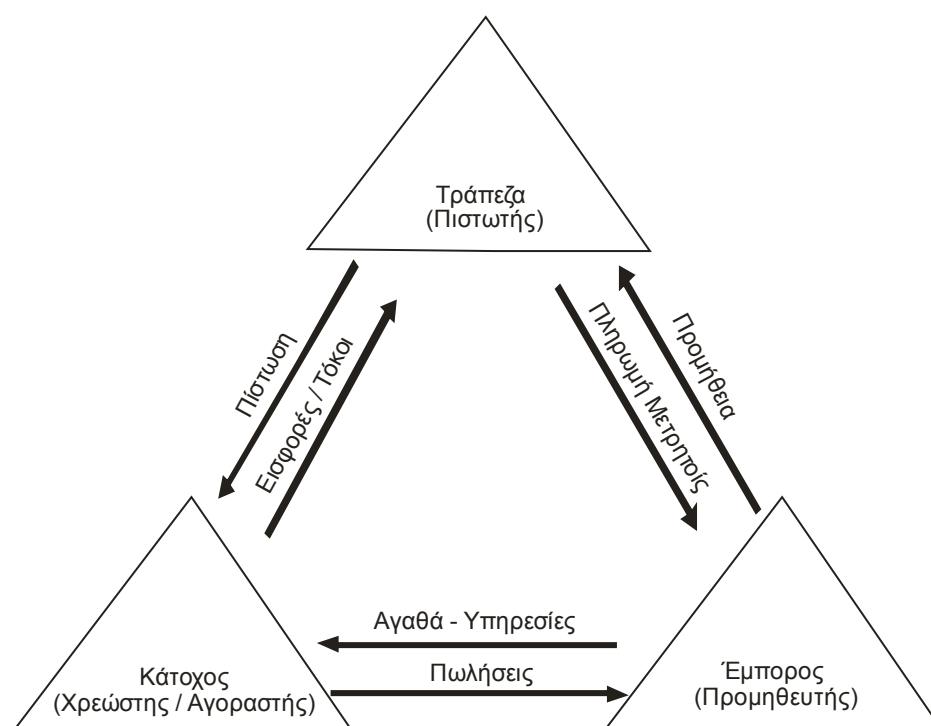 Τράπεζα
(Πιστωτής)
Πίστωση
Εισφορές / Τόκοι
Πληρωμή Μετρητοίς
Προμήθεια
Αγαθά - Υπηρεσίες
Πωλήσεις
Κάτοχος
(Χρεώστης / Αγοραστής)
Έμπορος
(Προμηθευτής)